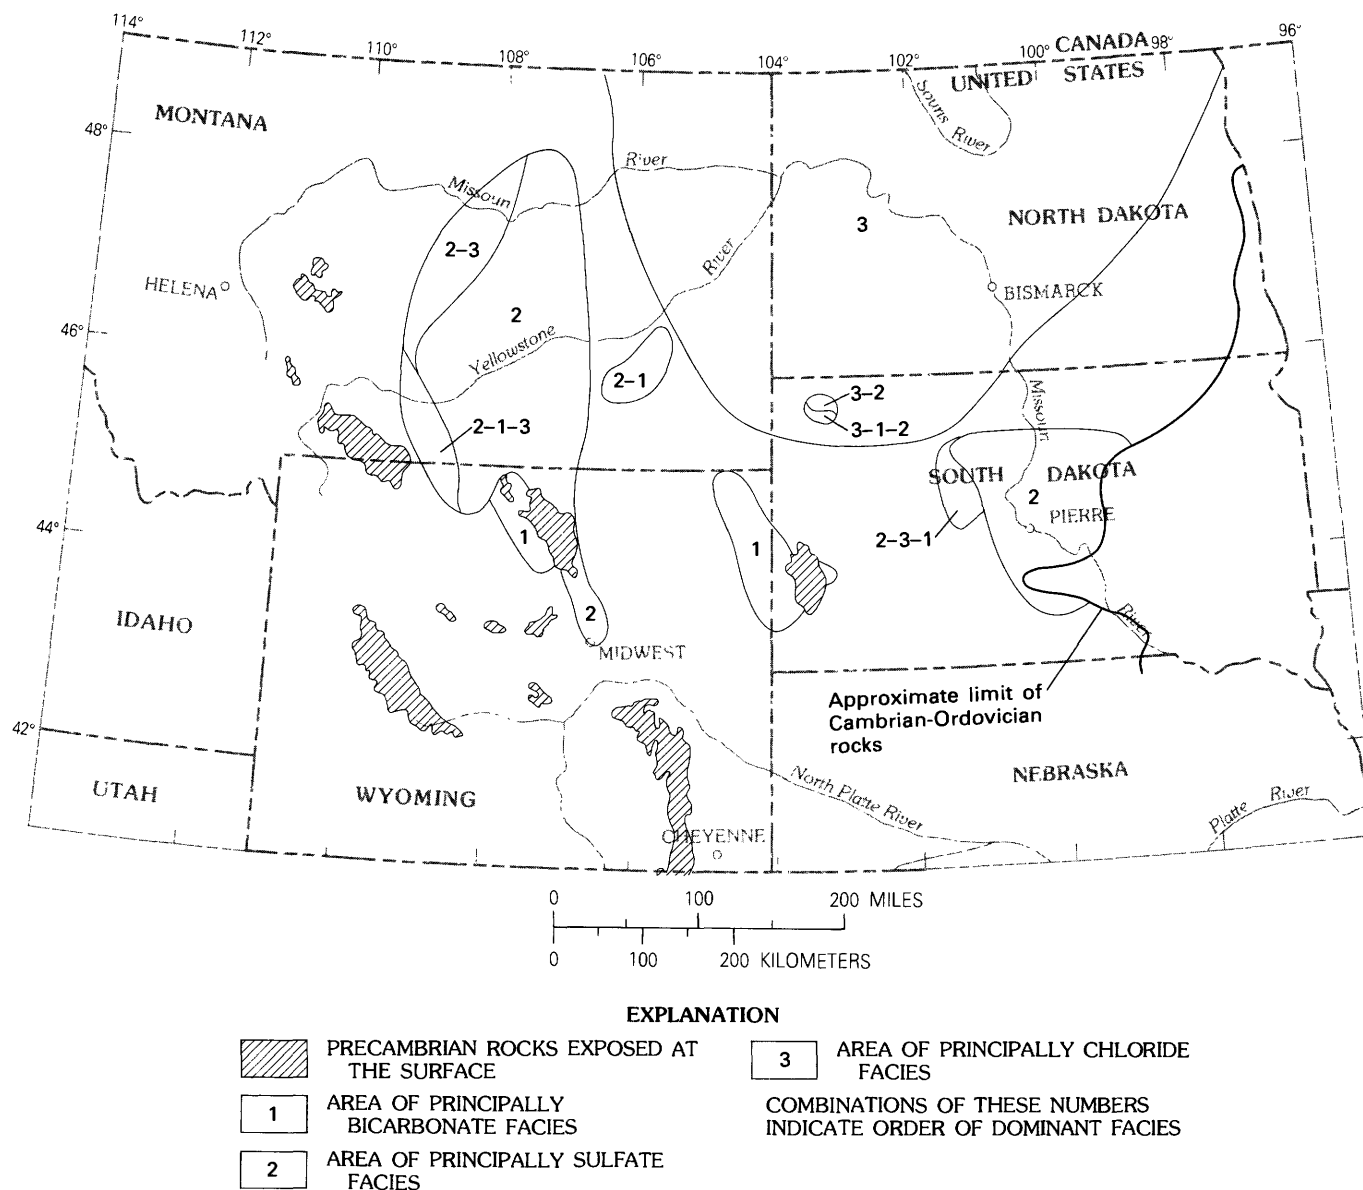 114°
112°
110°
108°
106°
104°
102°
100°
CANADA
98°
96°
UNITED STATES
Souris River
MONTANA
48°
River
Missouri
NORTH DAKOTA
3
2-3
River
HELENA
BISMARCK
2
46°
Yellowstone
2-1
3-2
Missouri
3-1-2
2-1-3
SOUTH DAKOTA
2
PIERRE
44°
1
1
2-3-1
IDAHO
2
River
MIDWEST
Approximate limit of
Cambrian-Ordovician
rocks
42°
NEBRASKA
UTAH
WYOMING
North Platte River
Platte River
CHEYENNE
0 100 200 MILES
0 100 200 KILOMETERS
EXPLANATION
PRECAMBRIAN ROCKS EXPOSED AT
THE SURFACE
1
AREA OF PRINCIPALLY
BICARBONATE FACIES
2
AREA OF PRINCIPALLY SULFATE
FACIES
3
AREA OF PRINCIPALLY CHLORIDE
FACIES
COMBINATIONS OF THESE NUMBERS
INDICATE ORDER OF DOMINANT FACIES